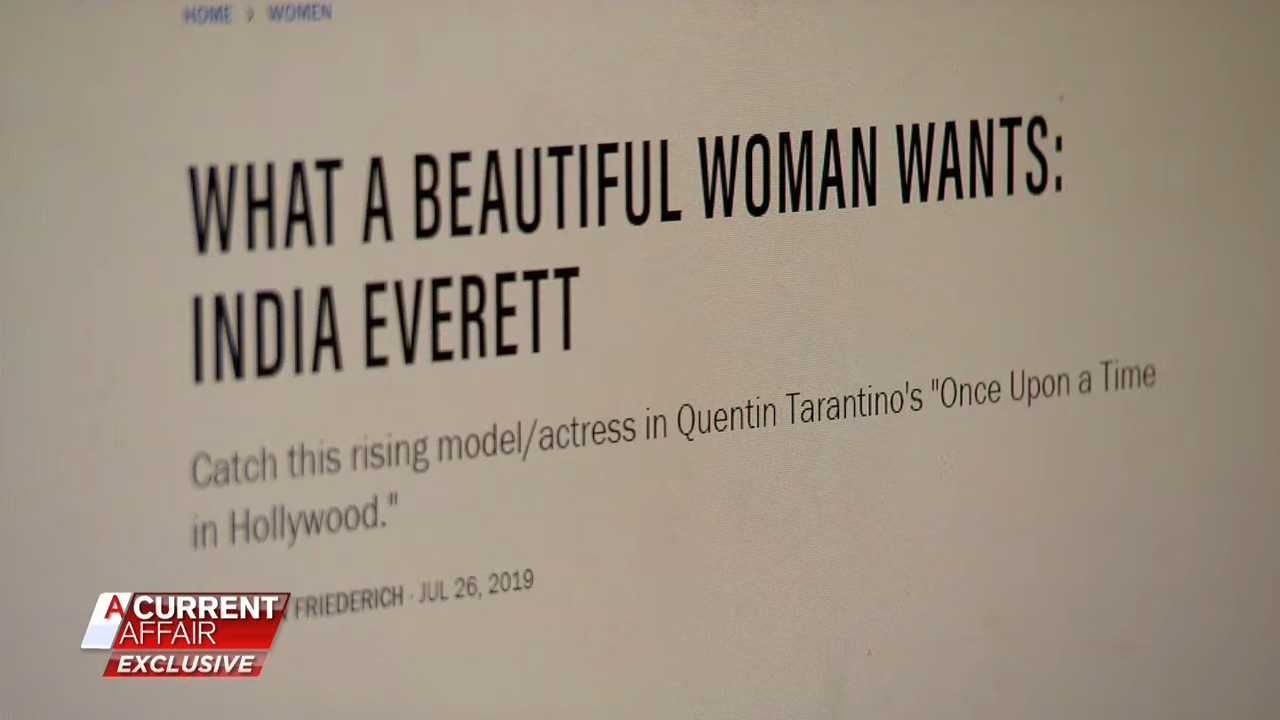 HOME > WOMEN
WHAT A BEAUTIFUL WOMAN WANTS:
INDIA EVERETT
Catch this rising model/actress in Quentin Tarantino's "Once Upon a Time
in Hollywood."
FRIEDERICH · JUL 26, 2019
A CURRENT
AFFAIR
EXCLUSIVE